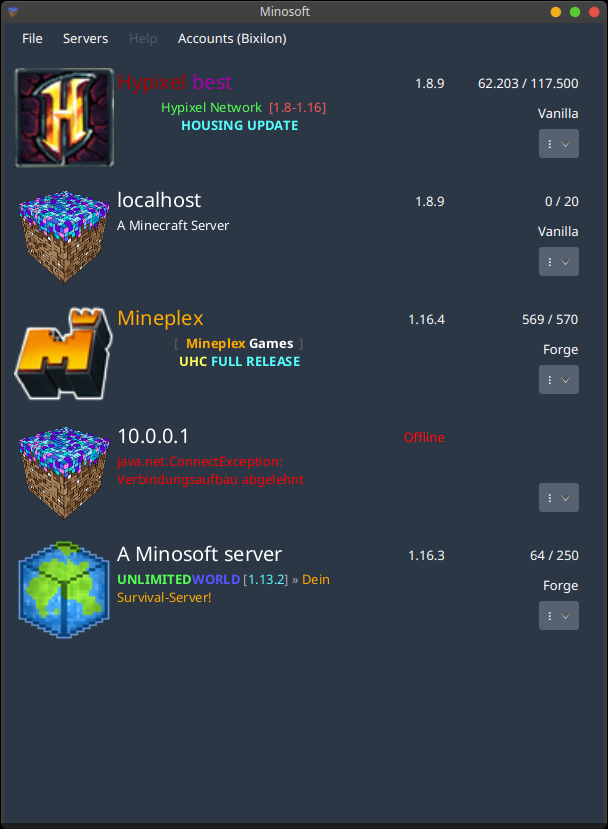 Minosoft
File Servers Help Accounts (Bixilon)
Hypixel best 1.8.9 62.203 / 117.500
Hypixel Network [1.8-1.16] Vanilla
HOUSING UPDATE
localhost 1.8.9 0 / 20
A Minecraft Server Vanilla
Mineplex 1.16.4 569 / 570
[ Mineplex Games ] Forge
UHC FULL RELEASE
10.0.0.1 Offline
java.net.ConnectException:
Verbindungsaufbau abgelehnt
A Minosoft server 1.16.3 64 / 250
UNLIMITEDWORLD [1.13.2] » Dein Forge
Survival-Server!